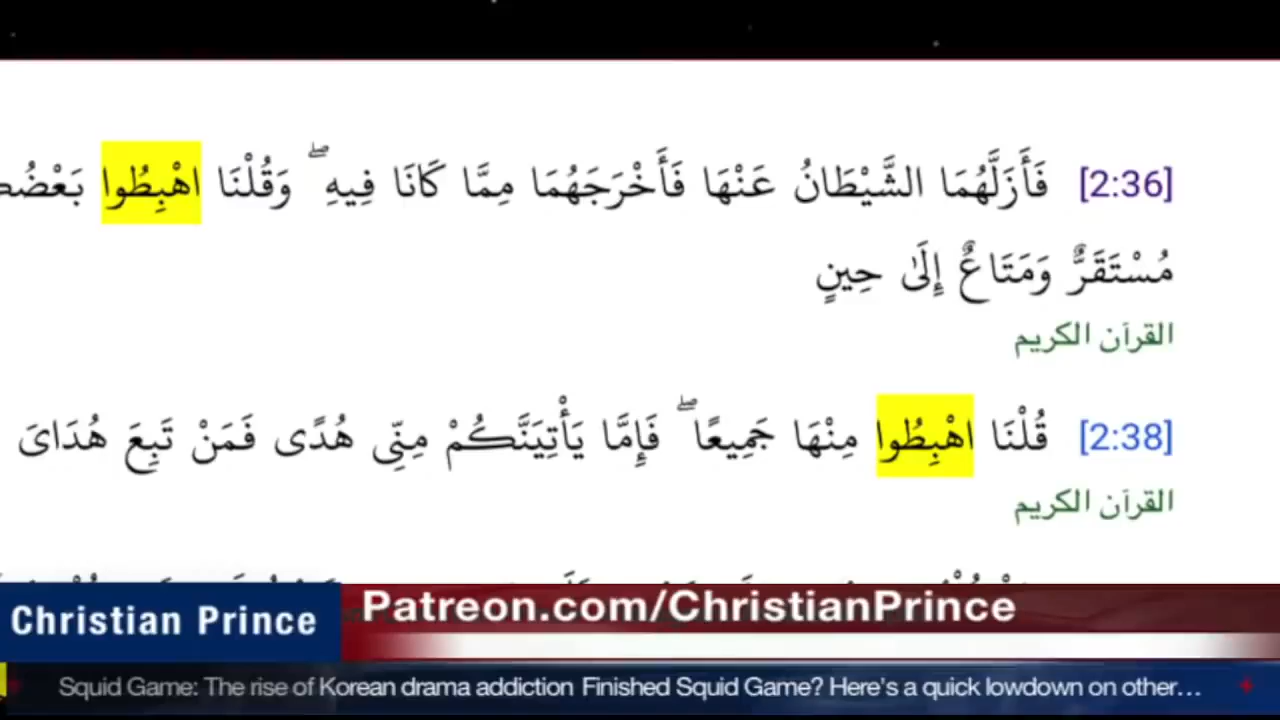 [2:36] فَأَزَلَّهُمَا الشَّيْطَانُ عَنْهَا فَأَخْرَجَهُمَا مِمَّا كَانَا فِيهِ ۖ وَقُلْنَا اهْبِطُوا
مُسْتَقَرٌّ وَمَتَاعٌ إِلَىٰ حِينٍ
القرآن الكريم
[2:38] قُلْنَا اهْبِطُوا مِنْهَا جَمِيعًا ۖ فَإِمَّا يَأْتِيَنَّكُمْ مِنِّي هُدًى فَمَنْ تَبِعَ هُدَايَ
القرآن الكريم
Patreon.com/ChristianPrince
Christian Prince
Squid Game: The rise of Korean drama addiction Finished Squid Game? Here's a quick lowdown on other…